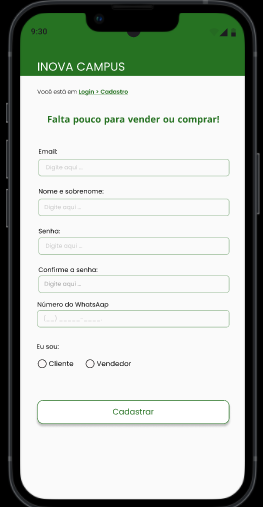 9:30
INOVA CAMPUS
Você está em Login > Cadastro
Falta pouco para vender ou comprar!
Email:
Digite aqui ...
Nome e sobrenome:
Digite aqui ...
Senha:
Digite aqui ...
Confirme a senha:
Digite aqui ...
Número do WhatsAap
(__) _____-____
Eu sou:
Cliente Vendedor
Cadastrar